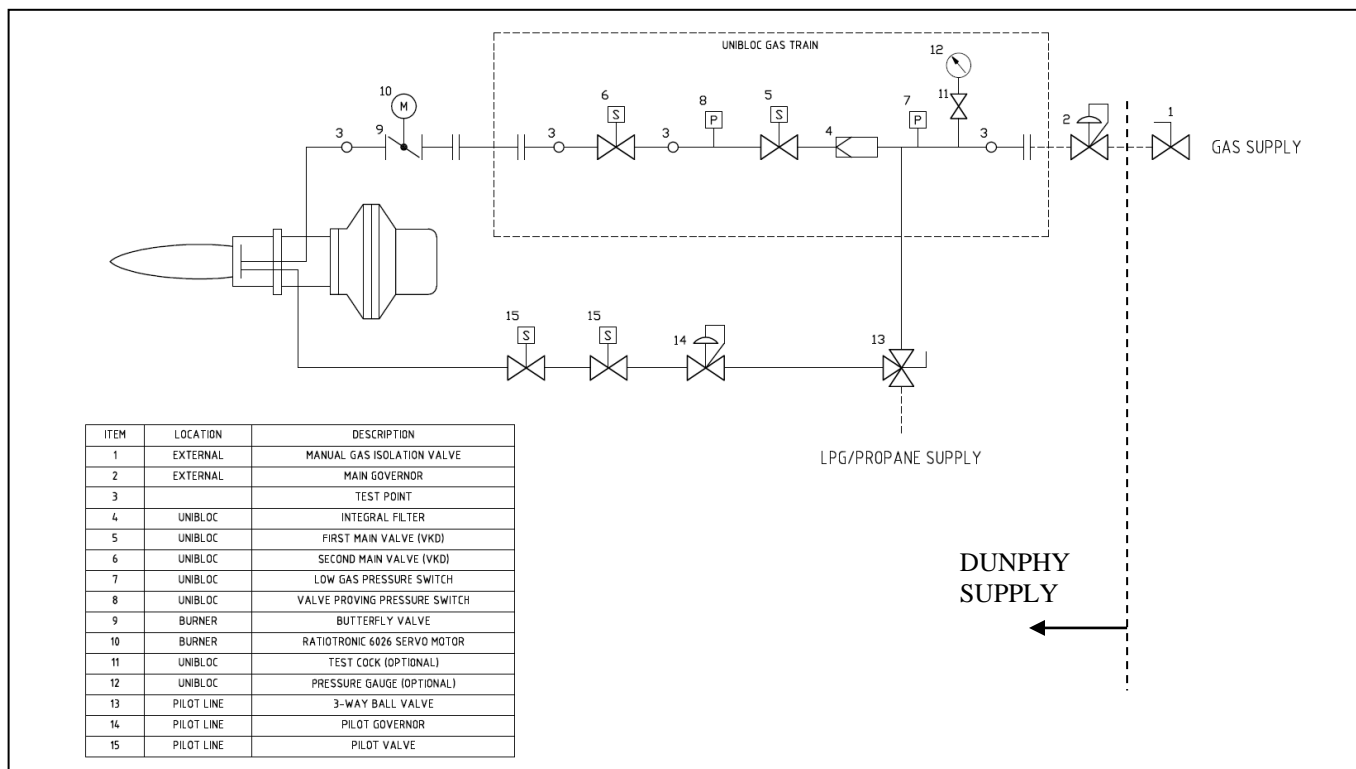 UNIBLOC GAS TRAIN
12
10
6
8
5
7
11
2
1
M
S
P
S
P
3
9
3
3
4
3
GAS SUPPLY
15
15
14
13
S
S
LPG/PROPANE SUPPLY
DUNPHY
SUPPLY
ITEM LOCATION DESCRIPTION
1 EXTERNAL MANUAL GAS ISOLATION VALVE
2 EXTERNAL MAIN GOVERNOR
3 TEST POINT
4 UNIBLOC INTEGRAL FILTER
5 UNIBLOC FIRST MAIN VALVE (VKD)
6 UNIBLOC SECOND MAIN VALVE (VKD)
7 UNIBLOC LOW GAS PRESSURE SWITCH
8 UNIBLOC VALVE PROVING PRESSURE SWITCH
9 BURNER BUTTERFLY VALVE
10 BURNER RATIOTRONIC 6026 SERVO MOTOR
11 UNIBLOC TEST COCK (OPTIONAL)
12 UNIBLOC PRESSURE GAUGE (OPTIONAL)
13 PILOT LINE 3-WAY BALL VALVE
14 PILOT LINE PILOT GOVERNOR
15 PILOT LINE PILOT VALVE